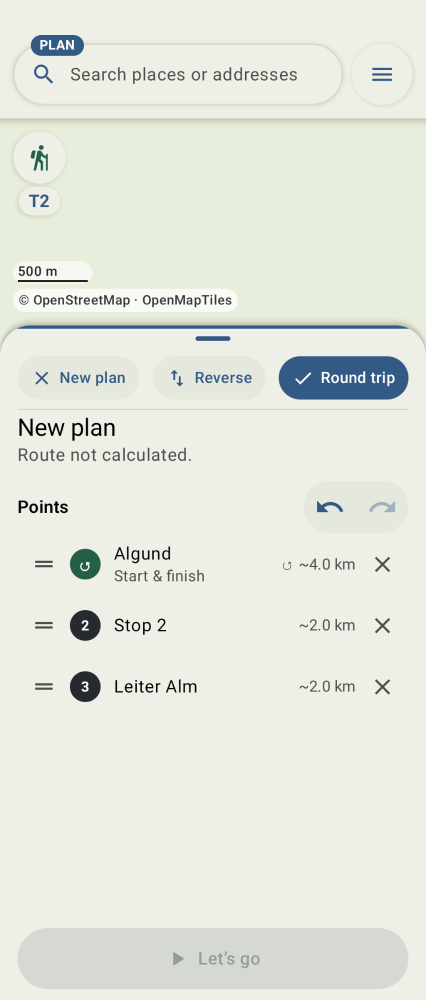 PLAN
Search places or addresses
T2
500 m
© OpenStreetMap · OpenMapTiles
New plan
Reverse
Round trip
New plan
Route not calculated.
Points
Algund
Start & finish
↺ ~4.0 km
2
Stop 2
~2.0 km
3
Leiter Alm
~2.0 km
Let's go